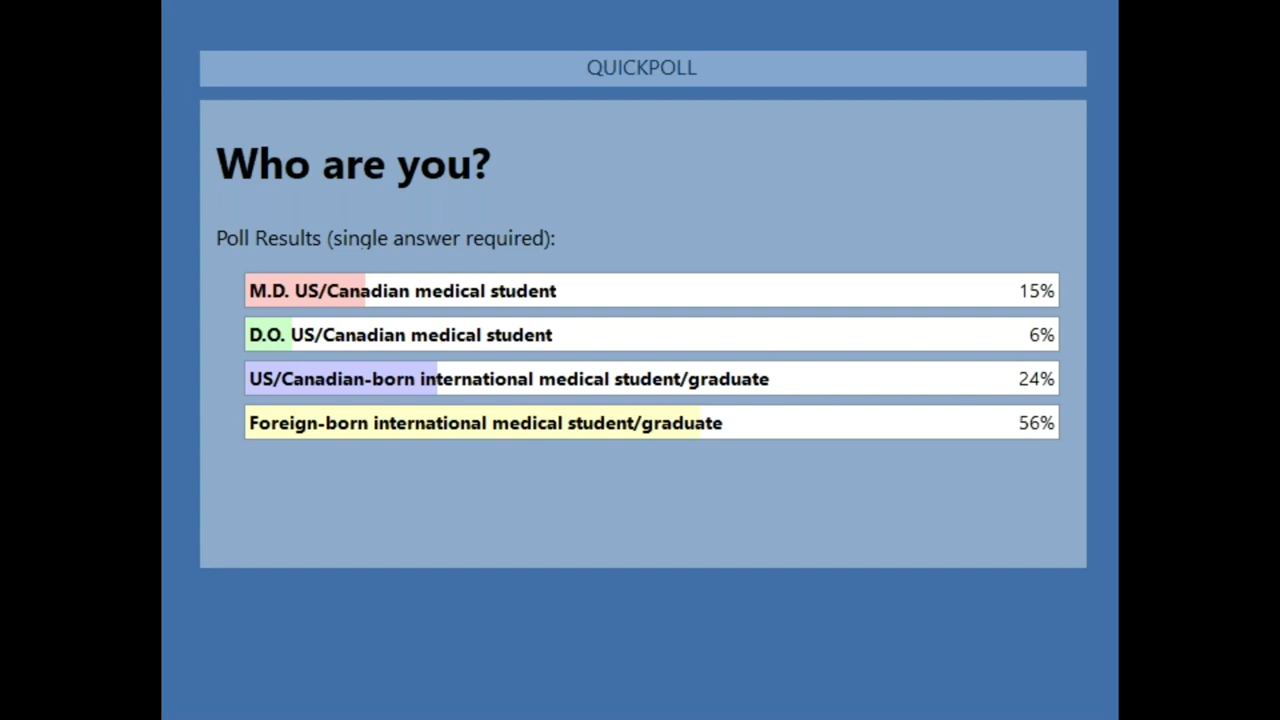 QUICKPOLL
Who are you?
Poll Results (single answer required):
M.D. US/Canadian medical student 15%
D.O. US/Canadian medical student 6%
US/Canadian-born international medical student/graduate 24%
Foreign-born international medical student/graduate 56%